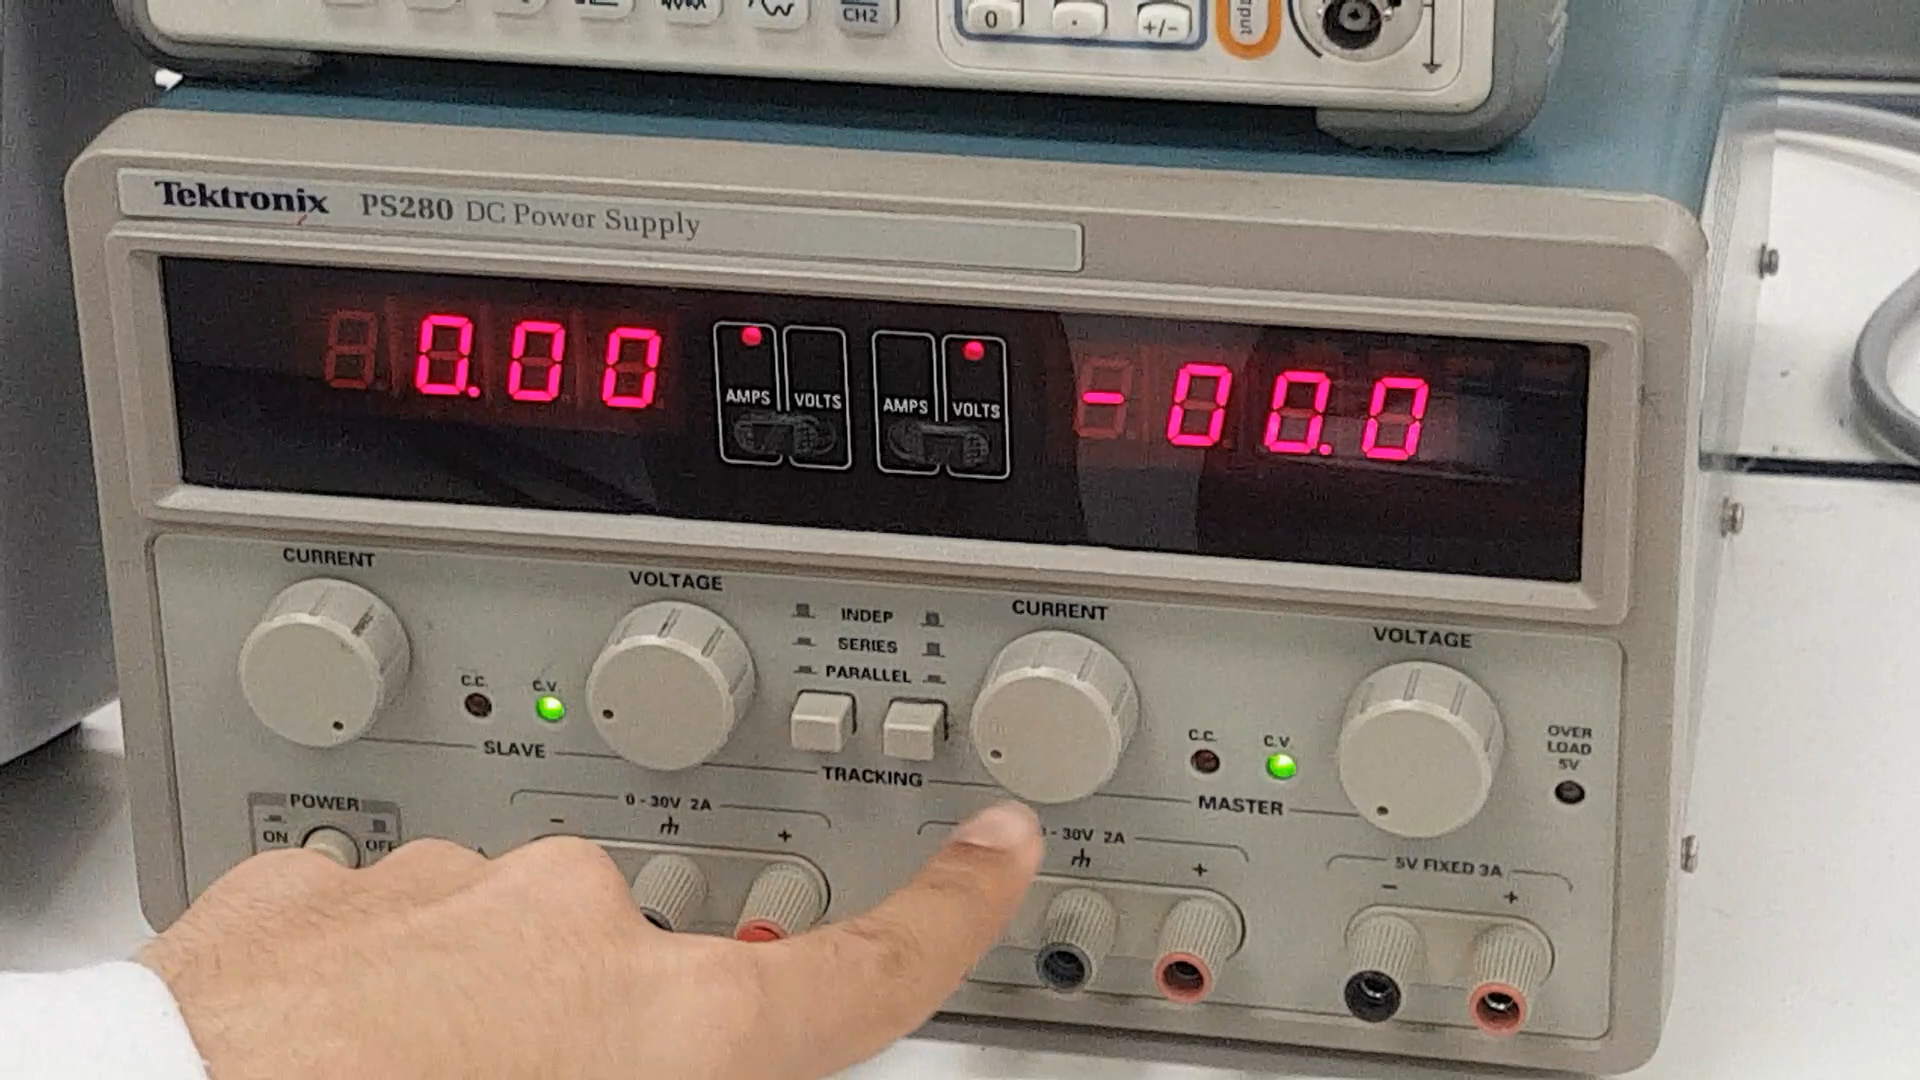 CH2
0
.
+/-
Tektronix PS280 DC Power Supply
0.00
AMPS VOLTS
AMPS VOLTS
-00.0
CURRENT
VOLTAGE
INDEP
SERIES
PARALLEL
CURRENT
VOLTAGE
C.C.
C.V.
SLAVE
TRACKING
C.C.
C.V.
MASTER
OVER
LOAD
5V
POWER
ON
OFF
0-30V 2A
-
+
-30V 2A
+
5V FIXED 3A
-
+